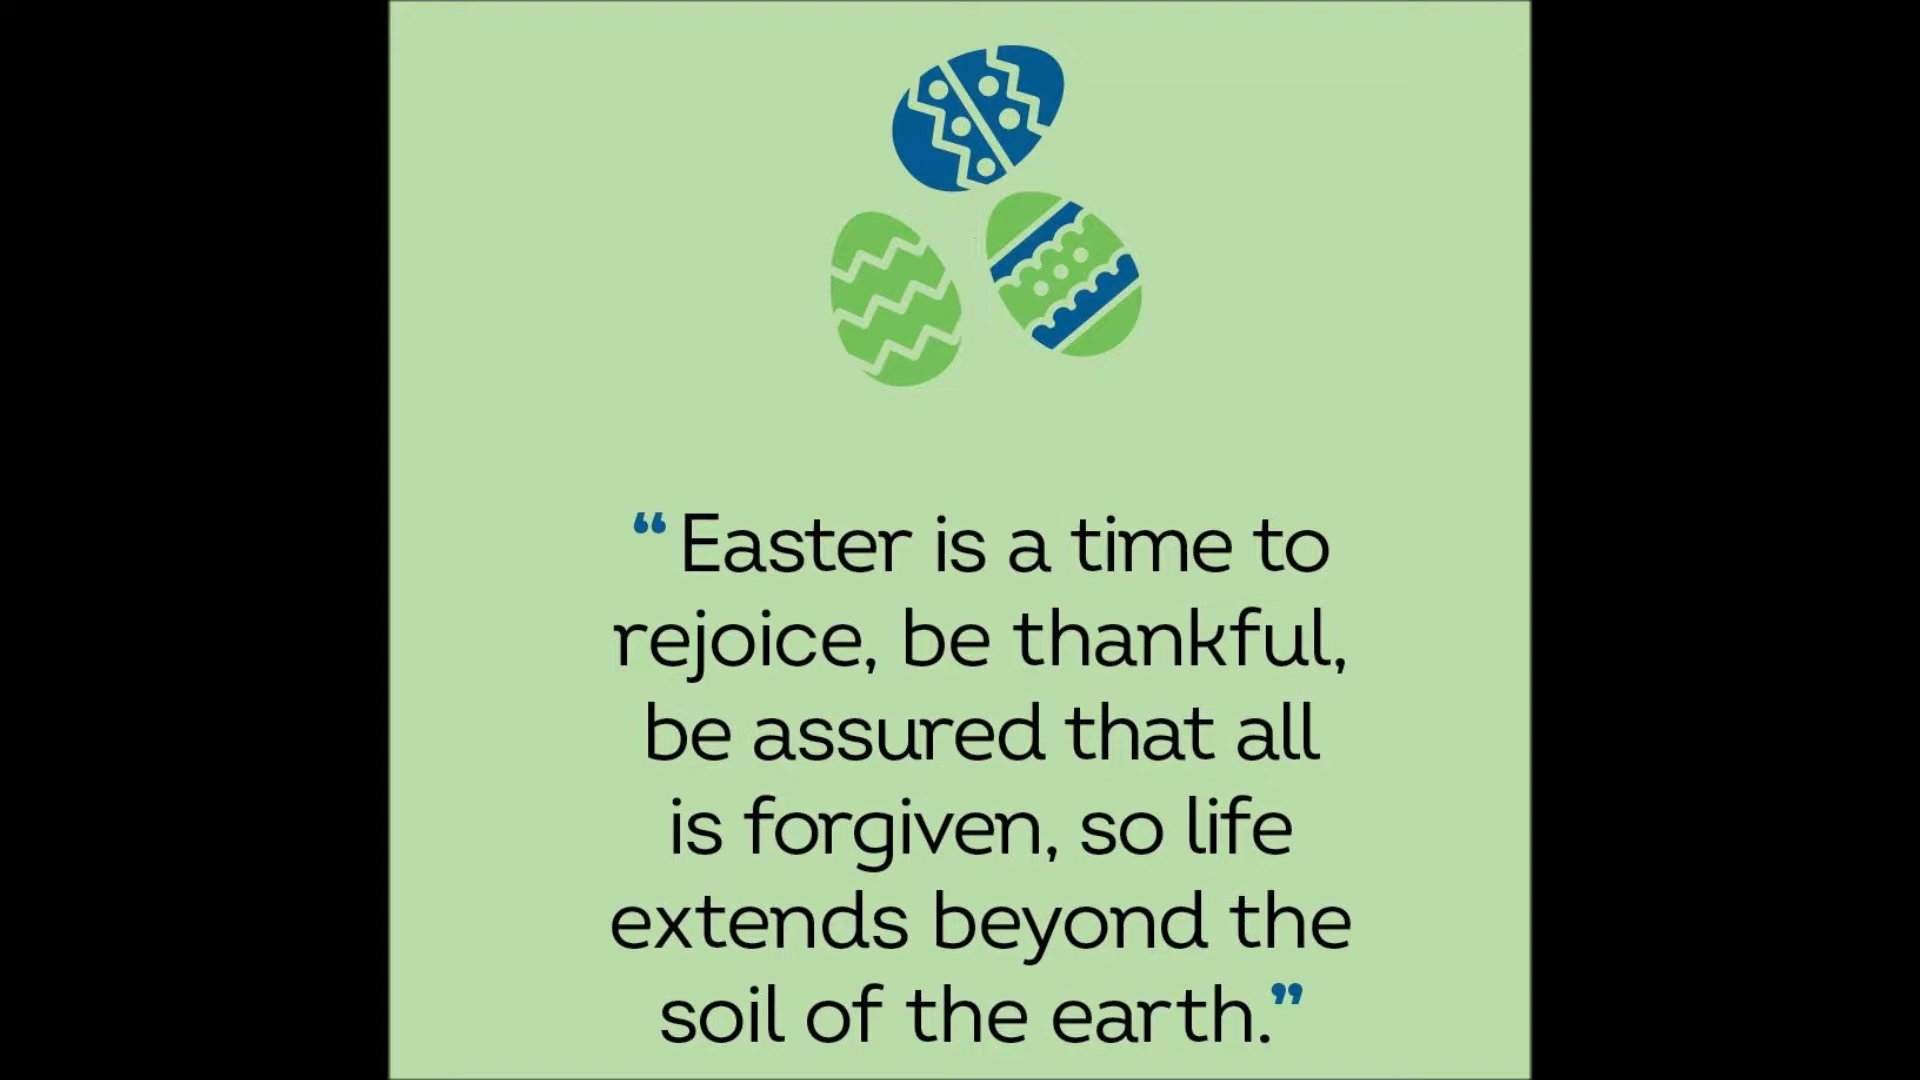 “Easter is a time to
rejoice, be thankful,
be assured that all
is forgiven, so life
extends beyond the
soil of the earth.”